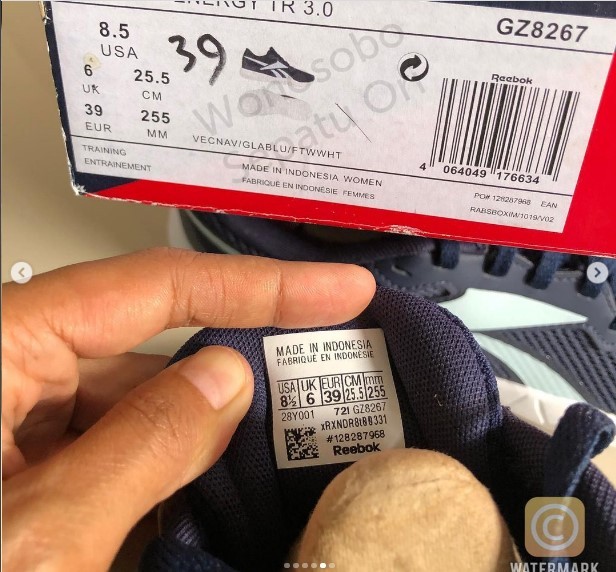 ENERGY TR 3.0
GZ8267
8.5
USA
39
6
UK
25.5
CM
39
EUR
255
MM
VECNAV/GLABLU/FTWWHT
TRAINING
ENTRAINEMENT
MADE IN INDONESIA WOMEN
FABRIQUÉ EN INDONÉSIE FEMMES
Reebok
4 064049 176634
PO# 128287968 EAN
RABSBOXIM/1019/V02
Wonosobo
Sepatu On
MADE IN INDONESIA
FABRIQUÉ EN INDONÉSIE
USA UK EUR CM mm
8½ 6 39 25.5 255
28Y001 721 GZ8267
#128287968
Reebok
WATERMARK